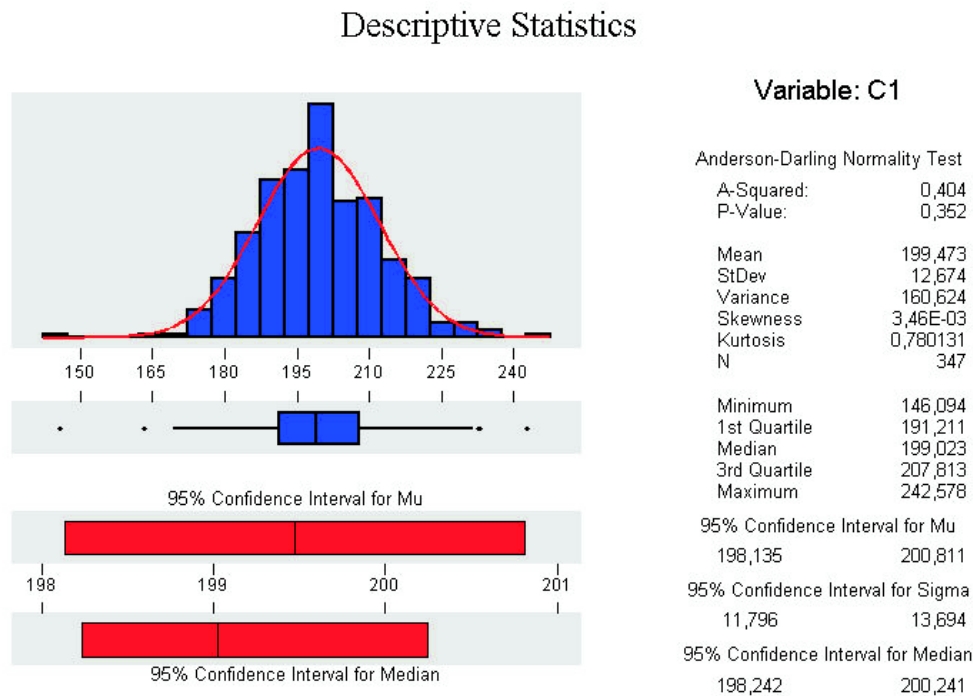 Descriptive Statistics
Variable: C1
150 165 180 195 210 225 240
95% Confidence Interval for Mu
198 199 200 201
95% Confidence Interval for Median
Anderson-Darling Normality Test
A-Squared: 0,404
P-Value: 0,352
Mean 199,473
StDev 12,674
Variance 160,624
Skewness 3,46E-03
Kurtosis 0,780131
N 347
Minimum 146,094
1st Quartile 191,211
Median 199,023
3rd Quartile 207,813
Maximum 242,578
95% Confidence Interval for Mu
198,135 200,811
95% Confidence Interval for Sigma
11,796 13,694
95% Confidence Interval for Median
198,242 200,241